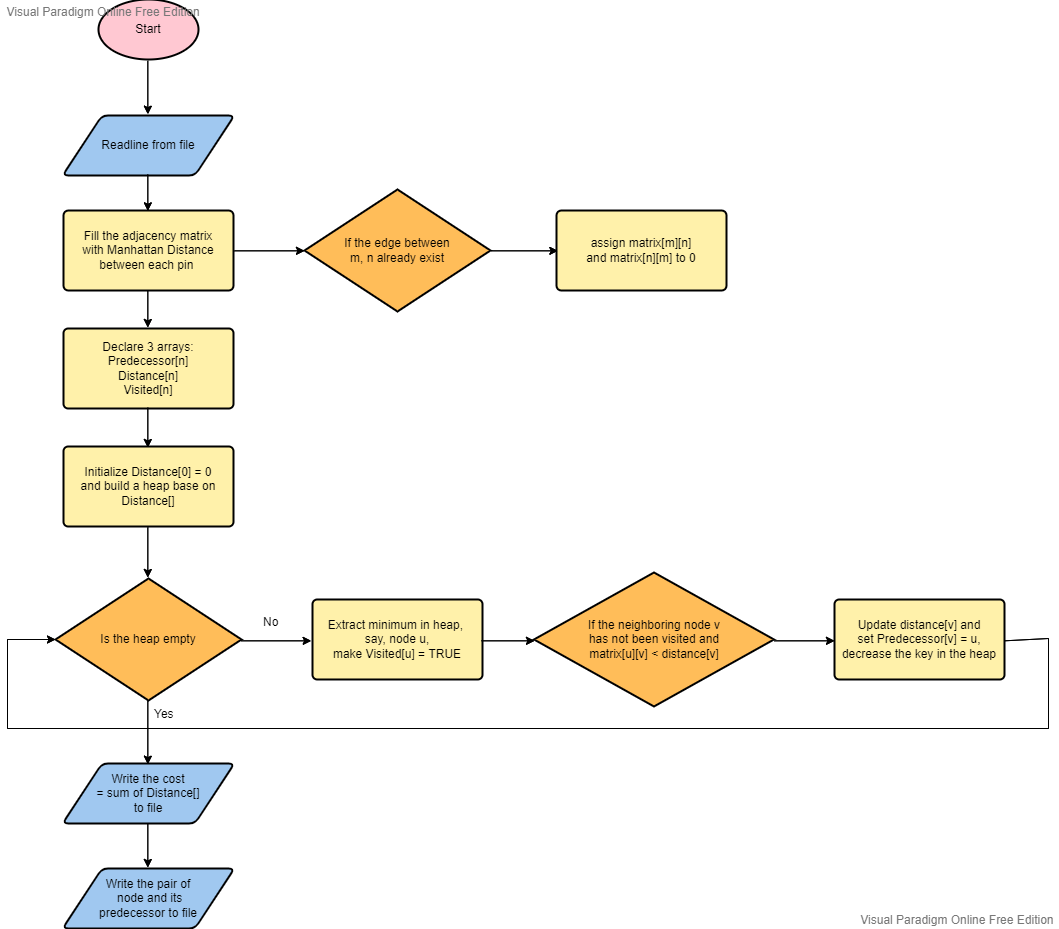 Visual Paradigm Online Free Edition
Start
Readline from file
Fill the adjacency matrix
with Manhattan Distance
between each pin
If the edge between
m, n already exist
assign matrix[m][n]
and matrix[n][m] to 0
Declare 3 arrays:
Predecessor[n]
Distance[n]
Visited[n]
Initialize Distance[0] = 0
and build a heap base on
Distance[]
Is the heap empty
No
Extract minimum in heap,
say, node u,
make Visited[u] = TRUE
If the neighboring node v
has not been visited and
matrix[u][v] < distance[v]
Update distance[v] and
set Predecessor[v] = u,
decrease the key in the heap
Yes
Write the cost
= sum of Distance[]
to file
Write the pair of
node and its
predecessor to file
Visual Paradigm Online Free Edition